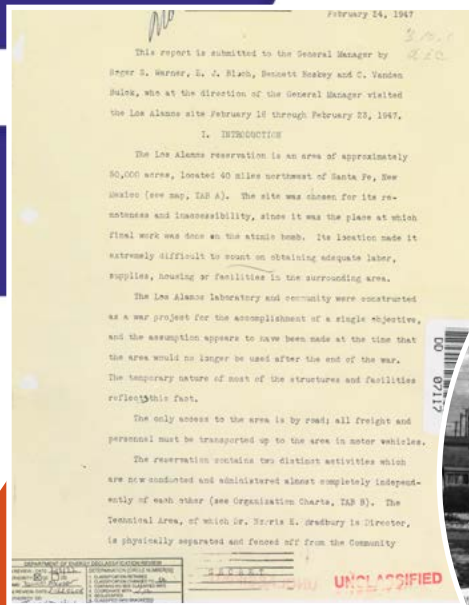 February 24, 1947
This report is submitted to the General Manager by
Roger S. Warner, E. J. Bloch, Bennett Boskey and C. Vanden
Bulck, who at the direction of the General Manager visited
the Los Alamos site February 16 through February 23, 1947.
I. INTRODUCTION
The Los Alamos reservation is an area of approximately
50,000 acres, located 40 miles northwest of Santa Fe, New
Mexico (see map, TAB A). The site was chosen for its re-
moteness and inaccessibility, since it was the place at which
final work was done on the atomic bomb. Its location made it
extremely difficult to count on obtaining adequate labor,
supplies, housing or facilities in the surrounding area.
The Los Alamos laboratory and community were constructed
as a war project for the accomplishment of a single objective,
and the assumption appears to have been made at the time that
the area would no longer be used after the end of the war.
The temporary nature of most of the structures and facilities
reflects this fact.
The only access to the area is by road; all freight and
personnel must be transported up to the area in motor vehicles.
The reservation contains two distinct activities which
are now conducted and administered almost completely independ-
ently of each other (see Organization Charts, TAB B). The
Technical Area, of which Dr. Norris E. Bradbury is Director,
is physically separated and fenced off from the Community
DEPARTMENT OF ENERGY DECLASSIFICATION REVIEW
UNCLASSIFIED